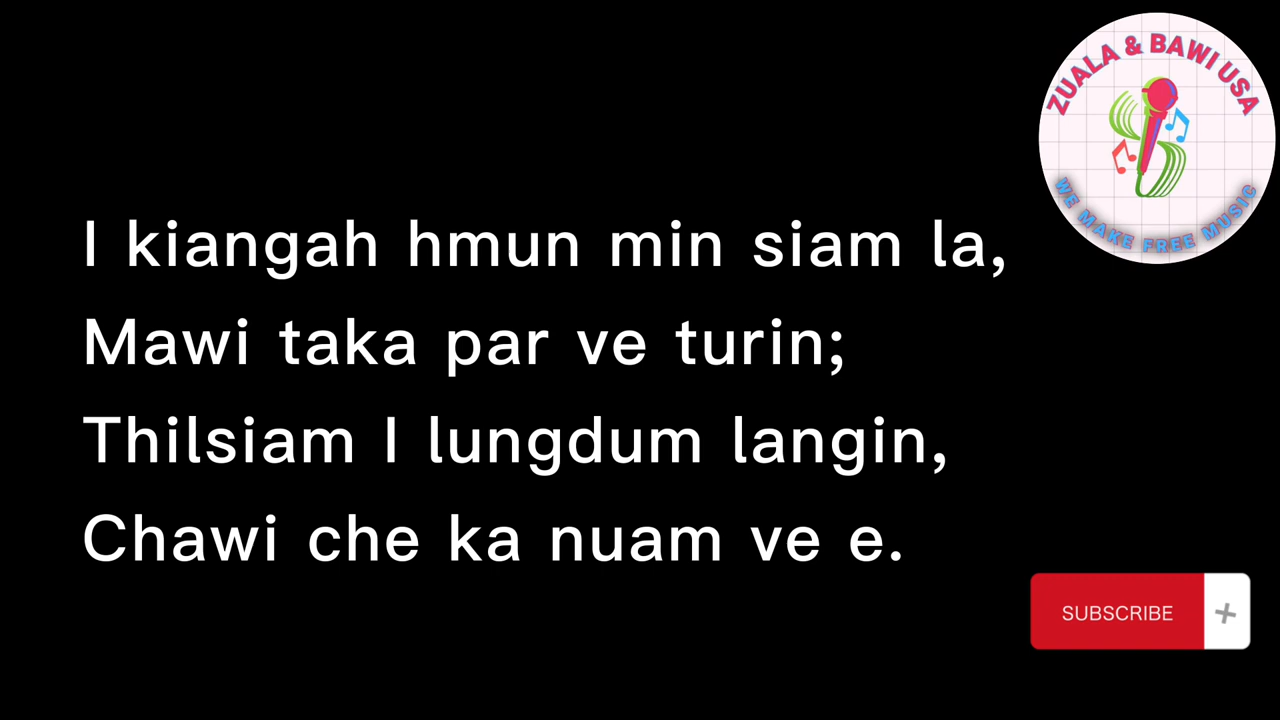 ZUALA & BAWI USA
WE MAKE FREE MUSIC
I kiangah hmun min siam la,
Mawi taka par ve turin;
Thilsiam I lungdum langin,
Chawi che ka nuam ve e.
SUBSCRIBE +